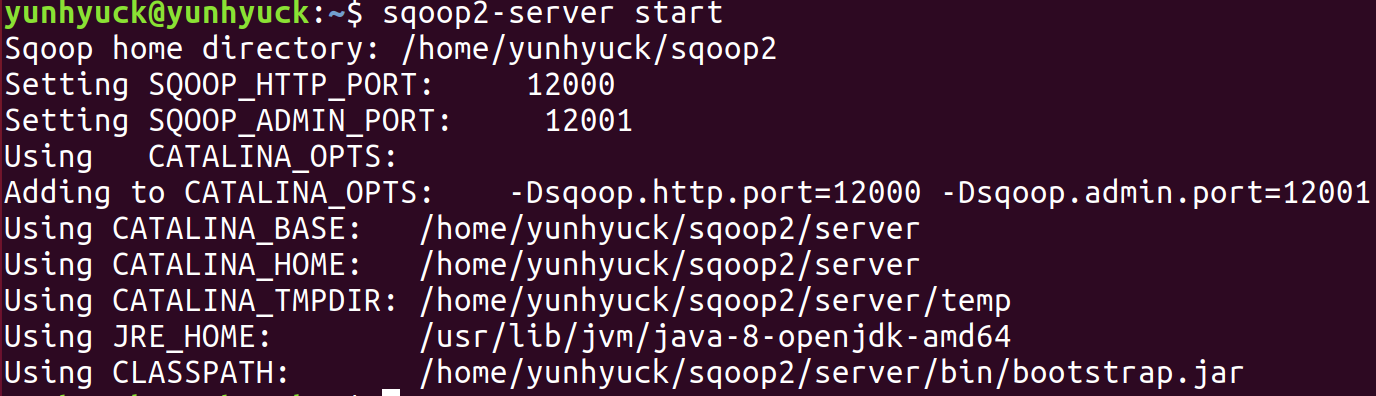 yunhyuck@yunhyuck:~$ sqoop2-server start
Sqoop home directory: /home/yunhyuck/sqoop2
Setting SQOOP_HTTP_PORT:     12000
Setting SQOOP_ADMIN_PORT:     12001
Using   CATALINA_OPTS:
Adding to CATALINA_OPTS:    -Dsqoop.http.port=12000 -Dsqoop.admin.port=12001
Using CATALINA_BASE:   /home/yunhyuck/sqoop2/server
Using CATALINA_HOME:   /home/yunhyuck/sqoop2/server
Using CATALINA_TMPDIR: /home/yunhyuck/sqoop2/server/temp
Using JRE_HOME:        /usr/lib/jvm/java-8-openjdk-amd64
Using CLASSPATH:       /home/yunhyuck/sqoop2/server/bin/bootstrap.jar